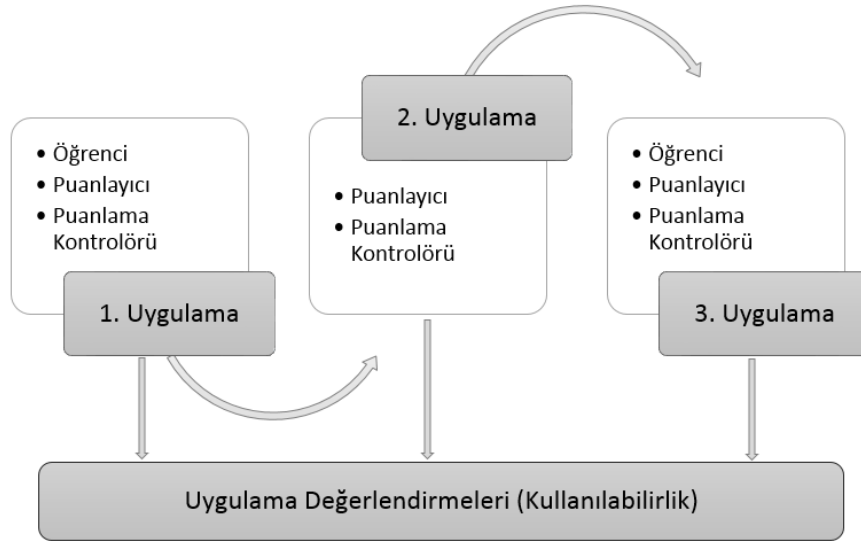 • Öğrenci
• Puanlayıcı
• Puanlama
Kontrolörü
1. Uygulama
2. Uygulama
• Puanlayıcı
• Puanlama
Kontrolörü
• Öğrenci
• Puanlayıcı
• Puanlama
Kontrolörü
3. Uygulama
Uygulama Değerlendirmeleri (Kullanılabilirlik)